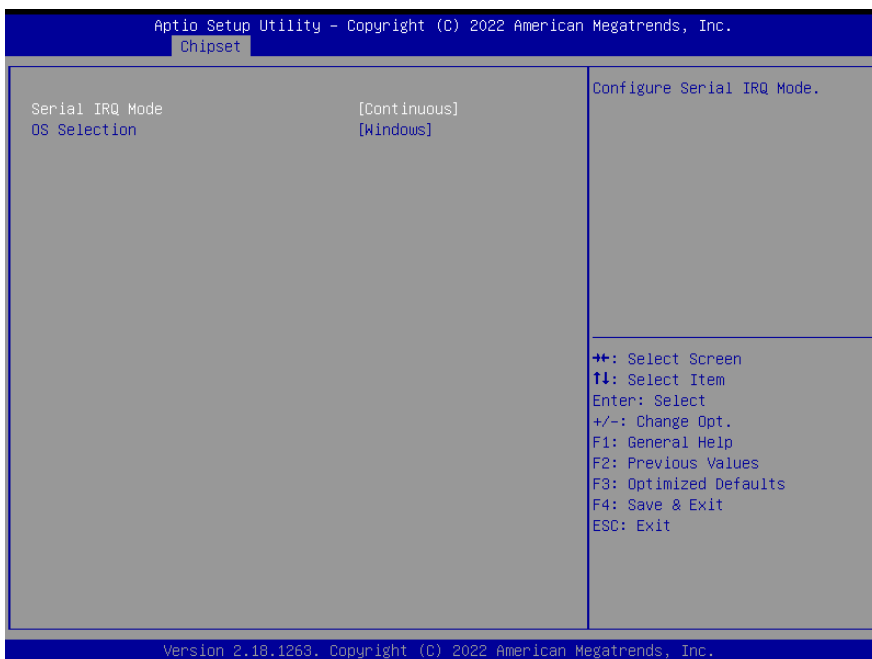 Aptio Setup Utility – Copyright (C) 2022 American Megatrends, Inc.
Chipset
Serial IRQ Mode [Continuous]
OS Selection [Windows]
Configure Serial IRQ Mode.
→←: Select Screen
↑↓: Select Item
Enter: Select
+/-: Change Opt.
F1: General Help
F2: Previous Values
F3: Optimized Defaults
F4: Save & Exit
ESC: Exit
Version 2.18.1263. Copyright (C) 2022 American Megatrends, Inc.